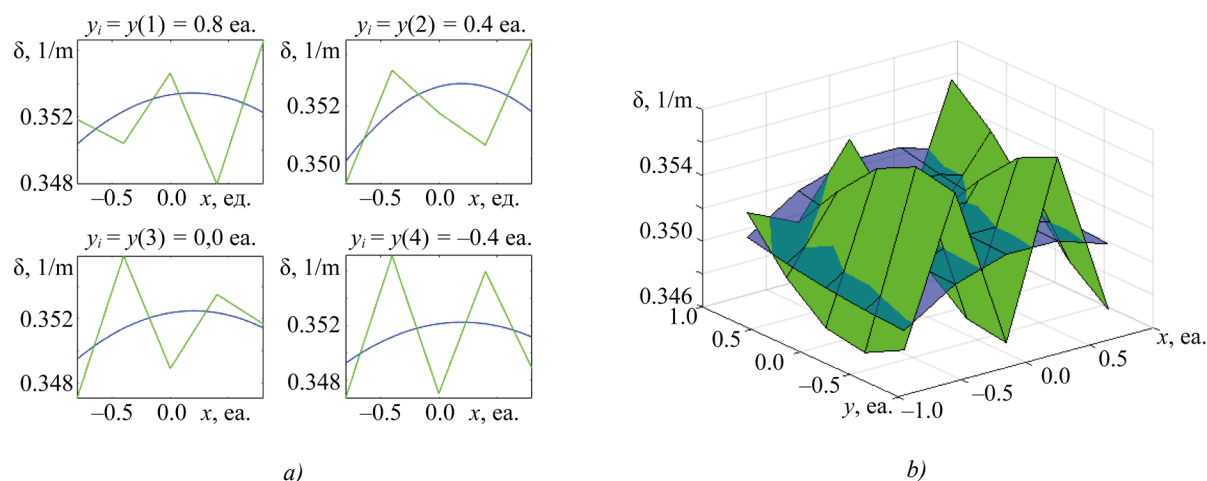 yi = y(1) = 0.8 ea.
δ, 1/m
0.352
0.348
–0.5 0.0 x, ед.
yi = y(2) = 0.4 ea.
δ, 1/m
0.352
0.350
–0.5 0.0 x, ед.
yi = y(3) = 0,0 ea.
δ, 1/m
0.352
0.348
–0.5 0.0 x, ea.
yi = y(4) = –0.4 ea.
δ, 1/m
0.352
0.348
–0.5 0.0 x, ea.
a)
δ, 1/m
0.354
0.350
0.346
1.0
0.5
0.0
–0.5
y, ea.
–1.0
–0.5
0.0
0.5
x, ea.
b)